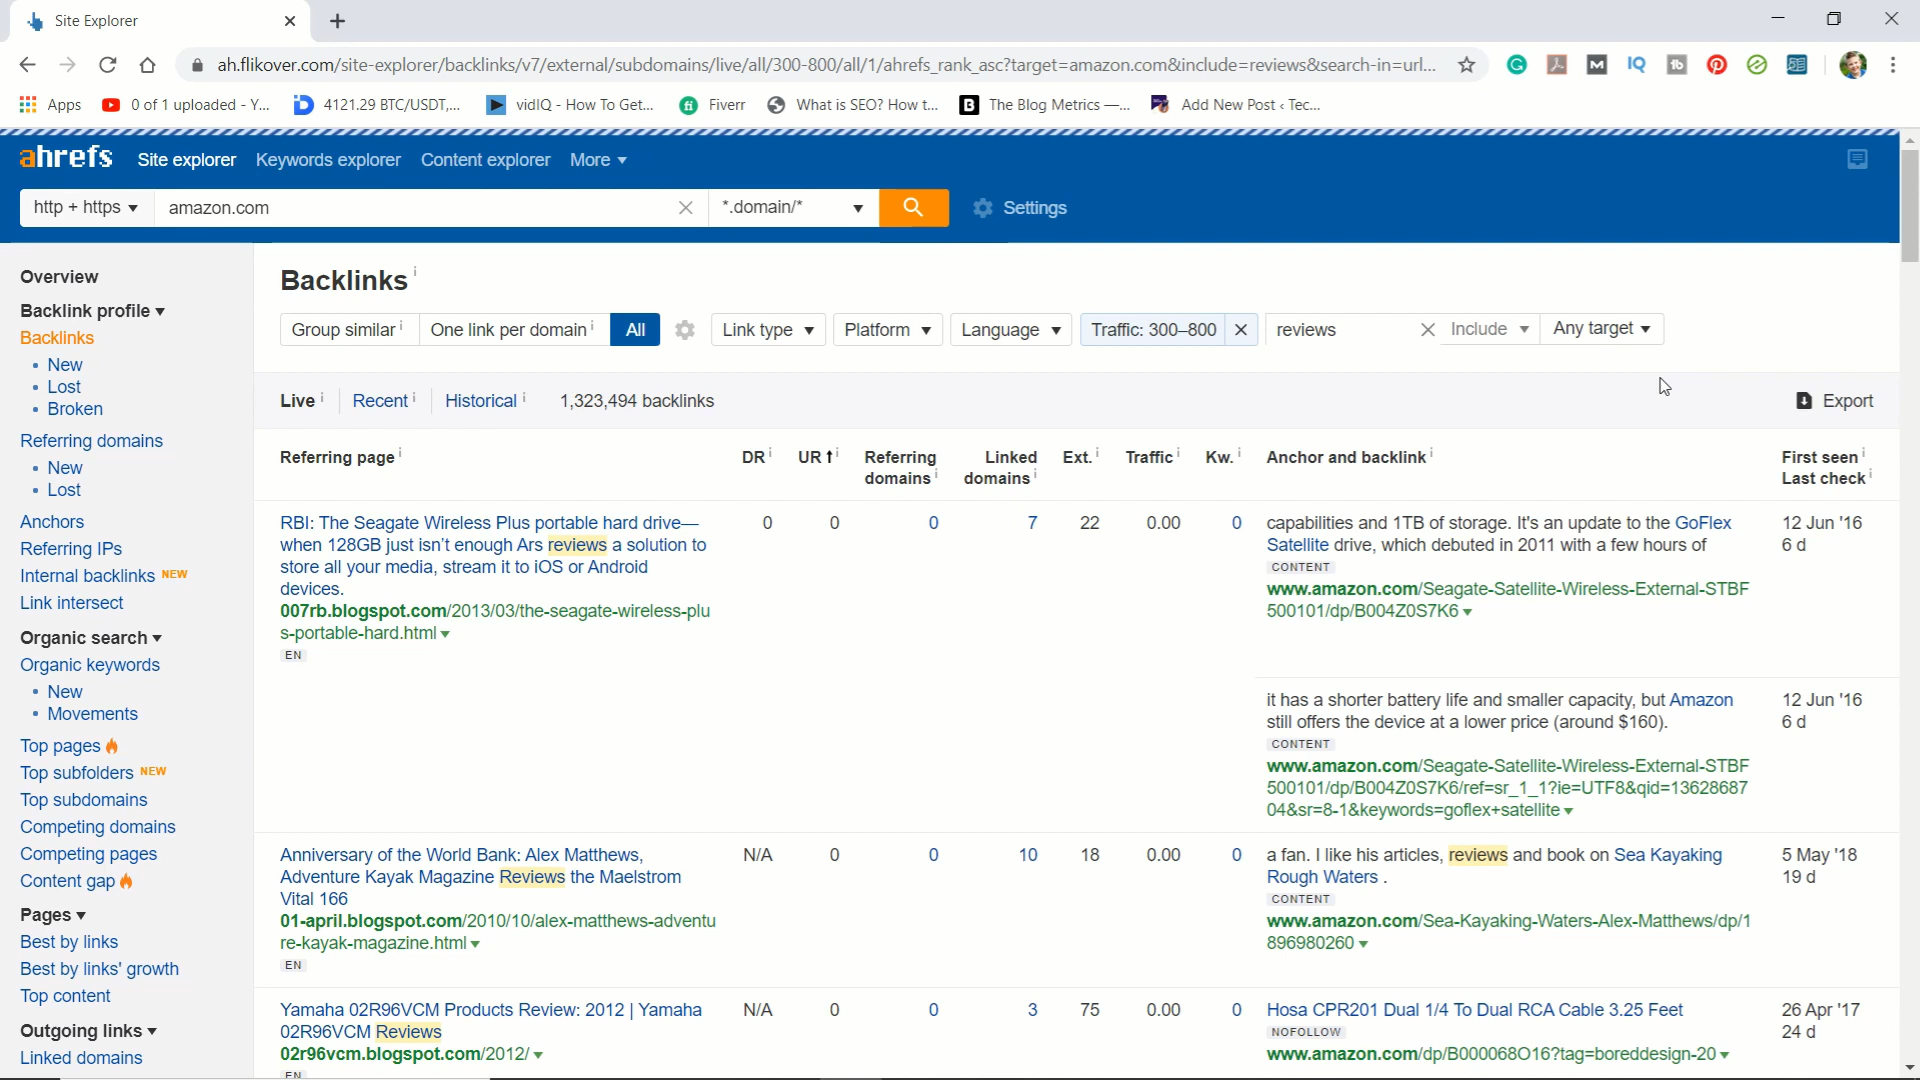 Site Explorer
ah.flikover.com/site-explorer/backlinks/v7/external/subdomains/live/all/300-800/all/1/ahrefs_rank_asc?target=amazon.com&include=reviews&search-in=url...
Apps 0 of 1 uploaded - Y... 4121.29 BTC/USDT,... vidIQ - How To Get... Fiverr What is SEO? How t... The Blog Metrics —... Add New Post ‹ Tec...
ahrefs Site explorer Keywords explorer Content explorer More
http + https amazon.com *.domain/* Settings
Overview
Backlink profile
Backlinks
New
Lost
Broken
Referring domains
New
Lost
Anchors
Referring IPs
Internal backlinks NEW
Link intersect
Organic search
Organic keywords
New
Movements
Top pages
Top subfolders NEW
Top subdomains
Competing domains
Competing pages
Content gap
Pages
Best by links
Best by links' growth
Top content
Outgoing links
Linked domains
Backlinks i
Group similar i One link per domain i All Link type Platform Language Traffic: 300–800 reviews Include Any target
Live i Recent i Historical i 1,323,494 backlinks Export
Referring page i DR i UR i Referring domains i Linked domains i Ext. i Traffic i Kw. i Anchor and backlink i First seen i Last check i
RBI: The Seagate Wireless Plus portable hard drive—
when 128GB just isn't enough Ars reviews a solution to
store all your media, stream it to iOS or Android
devices.
007rb.blogspot.com/2013/03/the-seagate-wireless-plu
s-portable-hard.html
EN
0 0 0 7 22 0.00 0
capabilities and 1TB of storage. It's an update to the GoFlex
Satellite drive, which debuted in 2011 with a few hours of
CONTENT
www.amazon.com/Seagate-Satellite-Wireless-External-STBF
500101/dp/B004Z0S7K6
12 Jun '16
6 d
it has a shorter battery life and smaller capacity, but Amazon
still offers the device at a lower price (around $160).
CONTENT
www.amazon.com/Seagate-Satellite-Wireless-External-STBF
500101/dp/B004Z0S7K6/ref=sr_1_1?ie=UTF8&qid=13628687
04&sr=8-1&keywords=goflex+satellite
12 Jun '16
6 d
Anniversary of the World Bank: Alex Matthews,
Adventure Kayak Magazine Reviews the Maelstrom
Vital 166
01-april.blogspot.com/2010/10/alex-matthews-adventu
re-kayak-magazine.html
EN
N/A 0 0 10 18 0.00 0
a fan. I like his articles, reviews and book on Sea Kayaking
Rough Waters .
CONTENT
www.amazon.com/Sea-Kayaking-Waters-Alex-Matthews/dp/1
896980260
5 May '18
19 d
Yamaha 02R96VCM Products Review: 2012 | Yamaha
02R96VCM Reviews
02r96vcm.blogspot.com/2012/
EN
N/A 0 0 3 75 0.00 0
Hosa CPR201 Dual 1/4 To Dual RCA Cable 3.25 Feet
NOFOLLOW
www.amazon.com/dp/B000068O16?tag=boreddesign-20
26 Apr '17
24 d